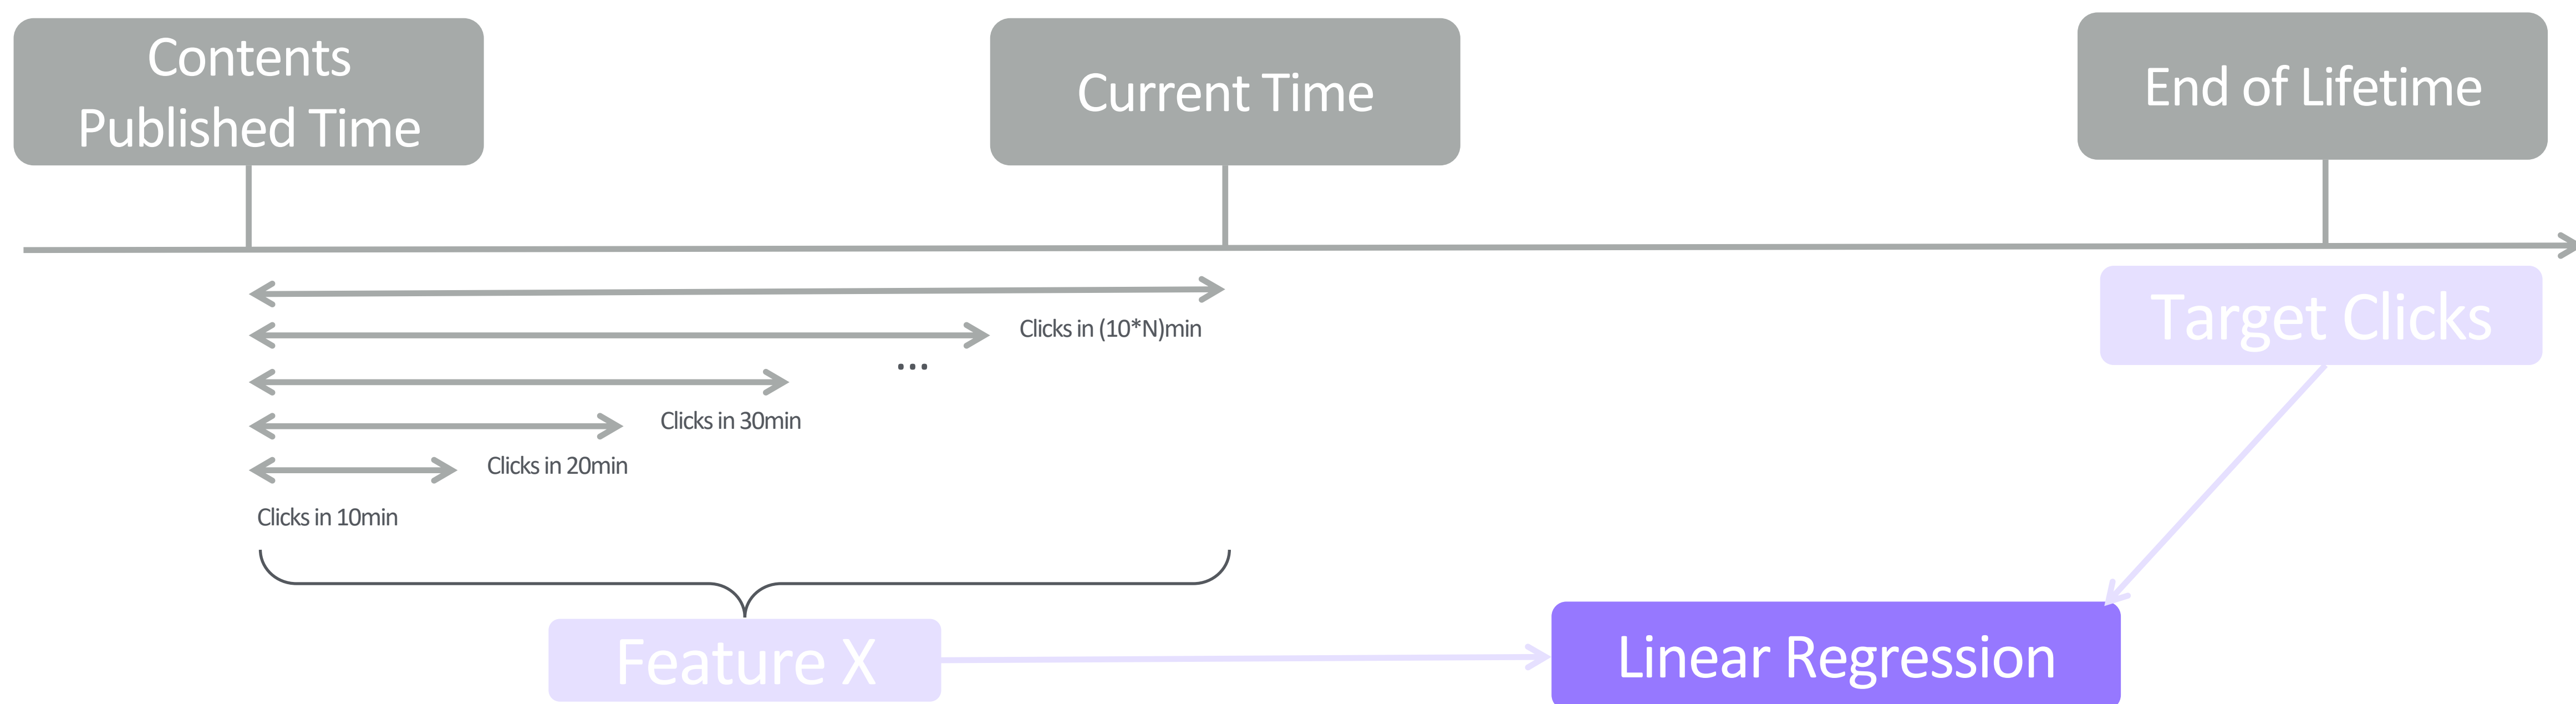 Contents
Published Time
Current Time
End of Lifetime
Target Clicks
Clicks in (10*N)min
...
Clicks in 30min
Clicks in 20min
Clicks in 10min
Feature X
Linear Regression